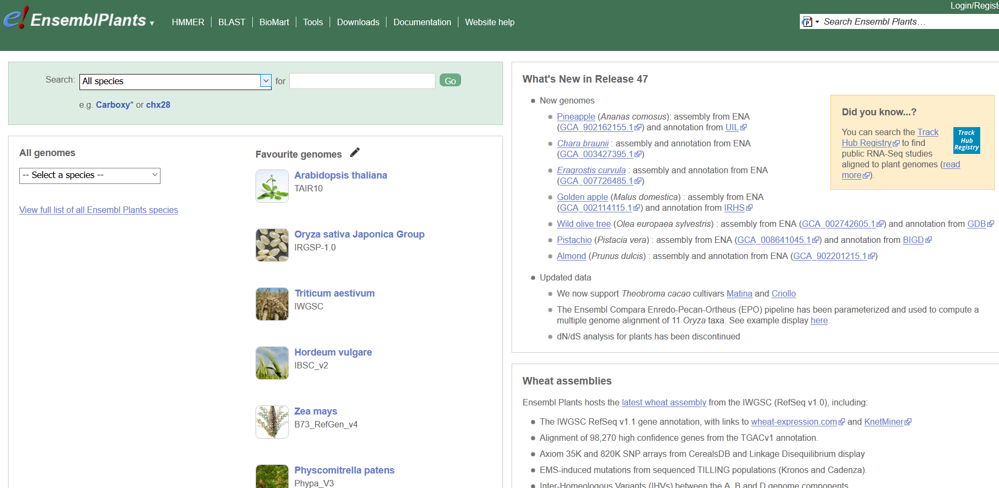 Login/Regist
e! EnsemblPlants
HMMER BLAST BioMart Tools Downloads Documentation Website help
Search Ensembl Plants…
Search: All species for Go
e.g. Carboxy* or chx28
All genomes
-- Select a species --
View full list of all Ensembl Plants species
Favourite genomes
Arabidopsis thaliana
TAIR10
Oryza sativa Japonica Group
IRGSP-1.0
Triticum aestivum
IWGSC
Hordeum vulgare
IBSC_v2
Zea mays
B73_RefGen_v4
Physcomitrella patens
Phypa_V3
What's New in Release 47
New genomes
Pineapple (Ananas comosus): assembly from ENA
(GCA_902162155.1) and annotation from UIL
Chara braunii : assembly and annotation from ENA
(GCA_003427395.1)
Eragrostis curvula : assembly and annotation from ENA
(GCA_007726485.1)
Golden apple (Malus domestica) : assembly from ENA
(GCA_002114115.1) and annotation from IRHS
Wild olive tree (Olea europaea sylvestris) : assembly from ENA (GCA_002742605.1) and annotation from GDB
Pistachio (Pistacia vera) : assembly from ENA (GCA_008641045.1) and annotation from BIGD
Almond (Prunus dulcis) : assembly and annotation from ENA (GCA_902201215.1)
Updated data
We now support Theobroma cacao cultivars Matina and Criollo
The Ensembl Compara Enredo-Pecan-Ortheus (EPO) pipeline has been parameterized and used to compute a
multiple genome alignment of 11 Oryza taxa. See example display here.
dN/dS analysis for plants has been discontinued
Did you know...?
You can search the Track
Hub Registry to find
public RNA-Seq studies
aligned to plant genomes (read
more).
Track
Hub
Registry
Wheat assemblies
Ensembl Plants hosts the latest wheat assembly from the IWGSC (RefSeq v1.0), including:
The IWGSC RefSeq v1.1 gene annotation, with links to wheat-expression.com and KnetMiner
Alignment of 98,270 high confidence genes from the TGACv1 annotation.
Axiom 35K and 820K SNP arrays from CerealsDB and Linkage Disequilibrium display
EMS-induced mutations from sequenced TILLING populations (Kronos and Cadenza).
Inter-Homeologous Variants (IHVs) between the A, B and D genome components